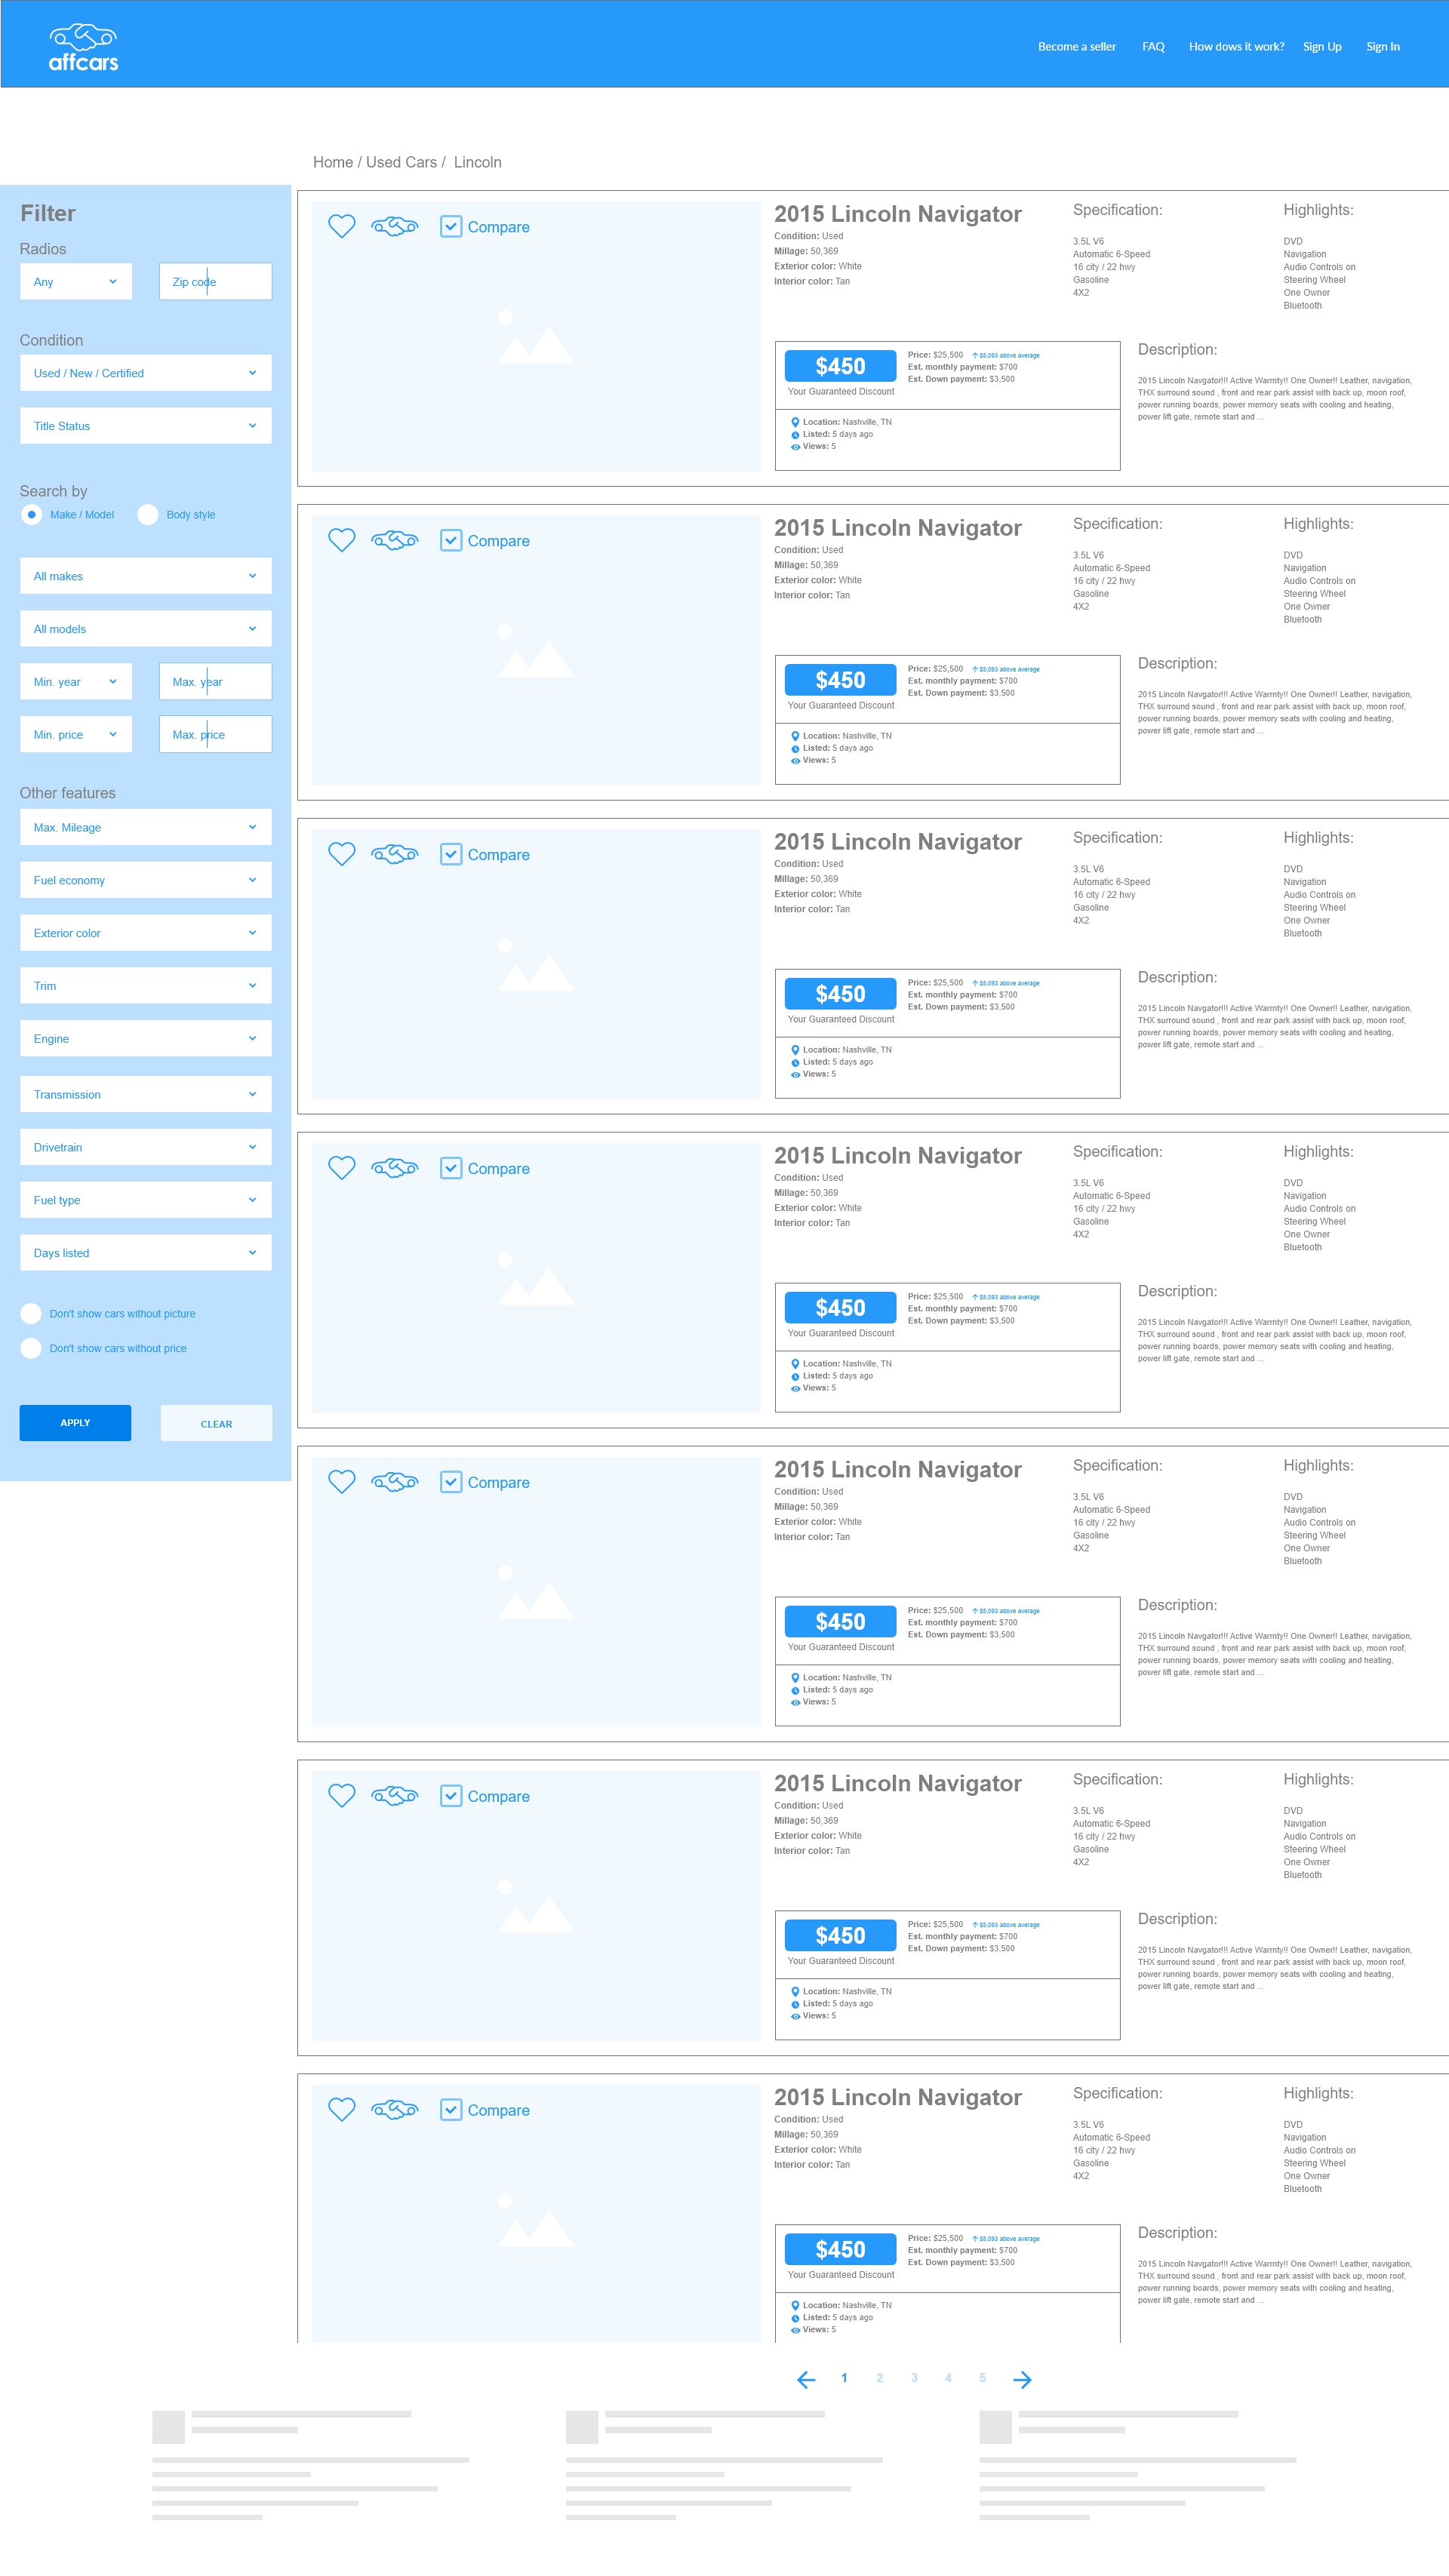 affcars
Become a seller FAQ How dows it work? Sign Up Sign In
Home / Used Cars / Lincoln
Filter
Radios
Any Zip code
Condition
Used / New / Certified
Title Status
Search by
Make / Model Body style
All makes
All models
Min. year Max. year
Min. price Max. price
Other features
Max. Mileage
Fuel economy
Exterior color
Trim
Engine
Transmission
Drivetrain
Fuel type
Days listed
Don't show cars without picture
Don't show cars without price
APPLY CLEAR
Compare
2015 Lincoln Navigator
Condition: Used
Millage: 50,369
Exterior color: White
Interior color: Tan
Specification:
3.5L V6
Automatic 6-Speed
16 city / 22 hwy
Gasoline
4X2
Highlights:
DVD
Navigation
Audio Controls on
Steering Wheel
One Owner
Bluetooth
$450
Your Guaranteed Discount
Price: $25,500 $5,093 above average
Est. monthly payment: $700
Est. Down payment: $3,500
Location: Nashville, TN
Listed: 5 days ago
Views: 5
Description:
2015 Lincoln Navgator!!! Active Warrnty!! One Owner!! Leather, navigation,
THX surround sound , front and rear park assist with back up, moon roof,
power running boards, power memory seats with cooling and heating,
power lift gate, remote start and ...
Compare
2015 Lincoln Navigator
Condition: Used
Millage: 50,369
Exterior color: White
Interior color: Tan
Specification:
3.5L V6
Automatic 6-Speed
16 city / 22 hwy
Gasoline
4X2
Highlights:
DVD
Navigation
Audio Controls on
Steering Wheel
One Owner
Bluetooth
$450
Your Guaranteed Discount
Price: $25,500 $5,093 above average
Est. monthly payment: $700
Est. Down payment: $3,500
Location: Nashville, TN
Listed: 5 days ago
Views: 5
Description:
2015 Lincoln Navgator!!! Active Warrnty!! One Owner!! Leather, navigation,
THX surround sound , front and rear park assist with back up, moon roof,
power running boards, power memory seats with cooling and heating,
power lift gate, remote start and ...
Compare
2015 Lincoln Navigator
Condition: Used
Millage: 50,369
Exterior color: White
Interior color: Tan
Specification:
3.5L V6
Automatic 6-Speed
16 city / 22 hwy
Gasoline
4X2
Highlights:
DVD
Navigation
Audio Controls on
Steering Wheel
One Owner
Bluetooth
$450
Your Guaranteed Discount
Price: $25,500 $5,093 above average
Est. monthly payment: $700
Est. Down payment: $3,500
Location: Nashville, TN
Listed: 5 days ago
Views: 5
Description:
2015 Lincoln Navgator!!! Active Warrnty!! One Owner!! Leather, navigation,
THX surround sound , front and rear park assist with back up, moon roof,
power running boards, power memory seats with cooling and heating,
power lift gate, remote start and ...
Compare
2015 Lincoln Navigator
Condition: Used
Millage: 50,369
Exterior color: White
Interior color: Tan
Specification:
3.5L V6
Automatic 6-Speed
16 city / 22 hwy
Gasoline
4X2
Highlights:
DVD
Navigation
Audio Controls on
Steering Wheel
One Owner
Bluetooth
$450
Your Guaranteed Discount
Price: $25,500 $5,093 above average
Est. monthly payment: $700
Est. Down payment: $3,500
Location: Nashville, TN
Listed: 5 days ago
Views: 5
Description:
2015 Lincoln Navgator!!! Active Warrnty!! One Owner!! Leather, navigation,
THX surround sound , front and rear park assist with back up, moon roof,
power running boards, power memory seats with cooling and heating,
power lift gate, remote start and ...
Compare
2015 Lincoln Navigator
Condition: Used
Millage: 50,369
Exterior color: White
Interior color: Tan
Specification:
3.5L V6
Automatic 6-Speed
16 city / 22 hwy
Gasoline
4X2
Highlights:
DVD
Navigation
Audio Controls on
Steering Wheel
One Owner
Bluetooth
$450
Your Guaranteed Discount
Price: $25,500 $5,093 above average
Est. monthly payment: $700
Est. Down payment: $3,500
Location: Nashville, TN
Listed: 5 days ago
Views: 5
Description:
2015 Lincoln Navgator!!! Active Warrnty!! One Owner!! Leather, navigation,
THX surround sound , front and rear park assist with back up, moon roof,
power running boards, power memory seats with cooling and heating,
power lift gate, remote start and ...
Compare
2015 Lincoln Navigator
Condition: Used
Millage: 50,369
Exterior color: White
Interior color: Tan
Specification:
3.5L V6
Automatic 6-Speed
16 city / 22 hwy
Gasoline
4X2
Highlights:
DVD
Navigation
Audio Controls on
Steering Wheel
One Owner
Bluetooth
$450
Your Guaranteed Discount
Price: $25,500 $5,093 above average
Est. monthly payment: $700
Est. Down payment: $3,500
Location: Nashville, TN
Listed: 5 days ago
Views: 5
Description:
2015 Lincoln Navgator!!! Active Warrnty!! One Owner!! Leather, navigation,
THX surround sound , front and rear park assist with back up, moon roof,
power running boards, power memory seats with cooling and heating,
power lift gate, remote start and ...
Compare
2015 Lincoln Navigator
Condition: Used
Millage: 50,369
Exterior color: White
Interior color: Tan
Specification:
3.5L V6
Automatic 6-Speed
16 city / 22 hwy
Gasoline
4X2
Highlights:
DVD
Navigation
Audio Controls on
Steering Wheel
One Owner
Bluetooth
$450
Your Guaranteed Discount
Price: $25,500 $5,093 above average
Est. monthly payment: $700
Est. Down payment: $3,500
Location: Nashville, TN
Listed: 5 days ago
Views: 5
Description:
2015 Lincoln Navgator!!! Active Warrnty!! One Owner!! Leather, navigation,
THX surround sound , front and rear park assist with back up, moon roof,
power running boards, power memory seats with cooling and heating,
power lift gate, remote start and ...
1 2 3 4 5